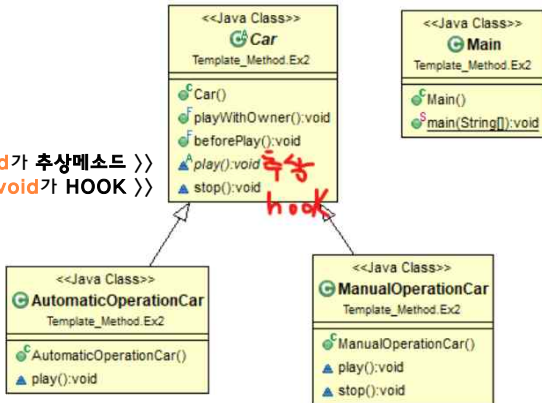 <<Java Class>>
Car
Template_Method.Ex2
Car()
playWithOwner():void
beforePlay():void
play():void
stop():void
추상
hook
<<Java Class>>
Main
Template_Method.Ex2
Main()
main(String[]):void
d가 추상메소드 >>
void가 HOOK >>
<<Java Class>>
AutomaticOperationCar
Template_Method.Ex2
AutomaticOperationCar()
play():void
<<Java Class>>
ManualOperationCar
Template_Method.Ex2
ManualOperationCar()
play():void
stop():void